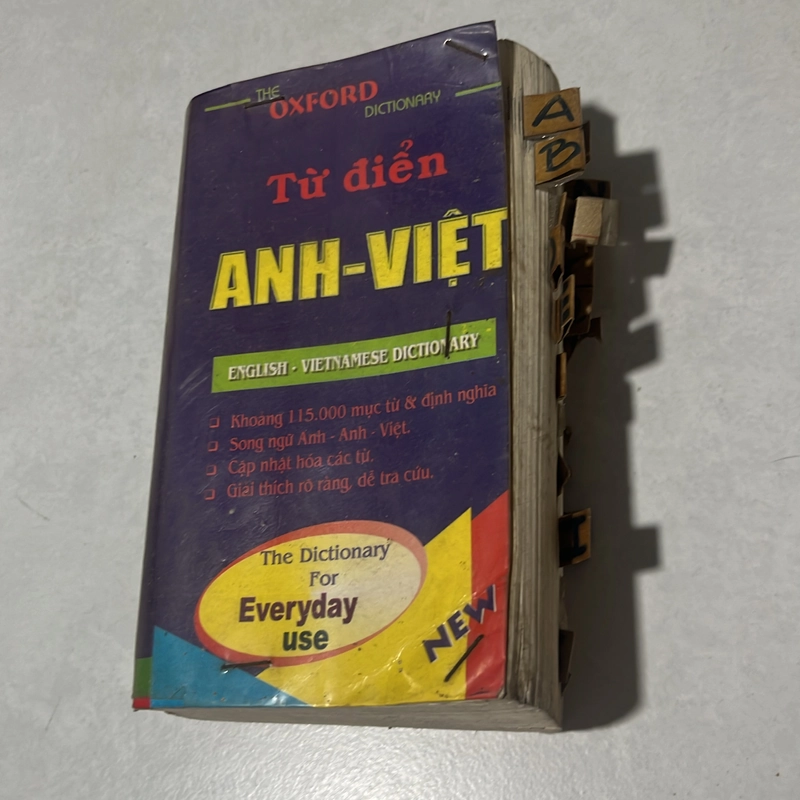 THE OXFORD DICTIONARY
Từ điển
ANH-VIỆT
ENGLISH - VIETNAMESE DICTIONARY
Khoảng 115.000 mục từ & định nghĩa
Song ngữ Anh - Anh - Việt.
Cập nhật hóa các từ.
Giải thích rõ ràng, dễ tra cứu.
The Dictionary
For
Everyday
use
NEW
A
B